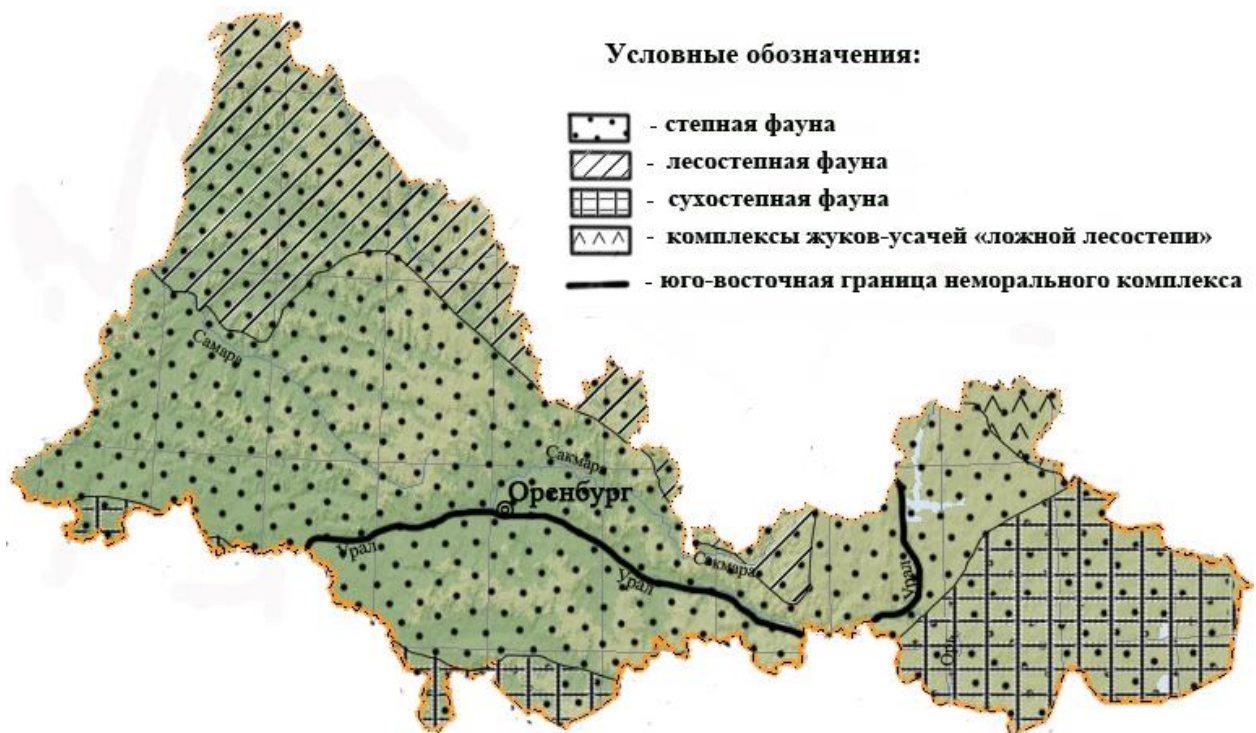 Условные обозначения:
- степная фауна
- лесостепная фауна
- сухостепная фауна
- комплексы жуков-усачей «ложной лесостепи»
- юго-восточная граница неморального комплекса
Самара
Сакмара
Оренбург
Урал
Урал
Сакмара
Урал
Орь